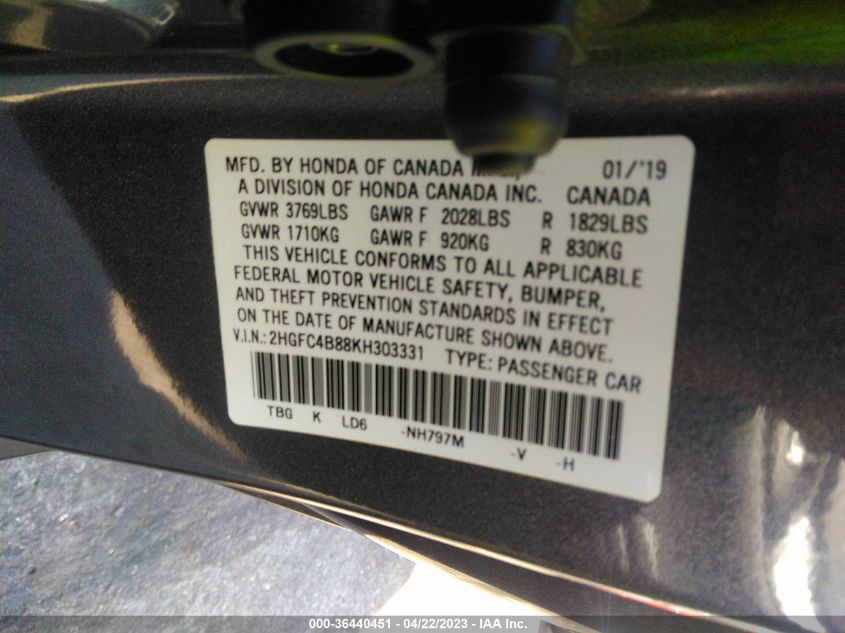 MFD. BY HONDA OF CANADA 01/'19
A DIVISION OF HONDA CANADA INC. CANADA
GVWR 3769LBS GAWR F 2028LBS R 1829LBS
GVWR 1710KG GAWR F 920KG R 830KG
THIS VEHICLE CONFORMS TO ALL APPLICABLE
FEDERAL MOTOR VEHICLE SAFETY, BUMPER,
AND THEFT PREVENTION STANDARDS IN EFFECT
ON THE DATE OF MANUFACTURE SHOWN ABOVE.
V.I.N.: 2HGFC4B88KH303331 TYPE: PASSENGER CAR
TBG K LD6 -NH797M -V -H
000-36440451 - 04/22/2023 - IAA Inc.